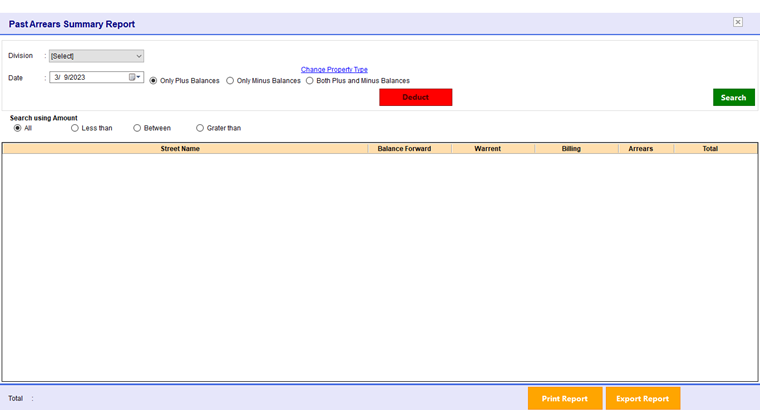 Past Arrears Summary Report
Division : [Select]
Change Property Type
Date : 3/ 9/2023 Only Plus Balances Only Minus Balances Both Plus and Minus Balances
Deduct Search
Search using Amount
All Less than Between Grater than
Street Name Balance Forward Warrent Billing Arrears Total
Total : Print Report Export Report